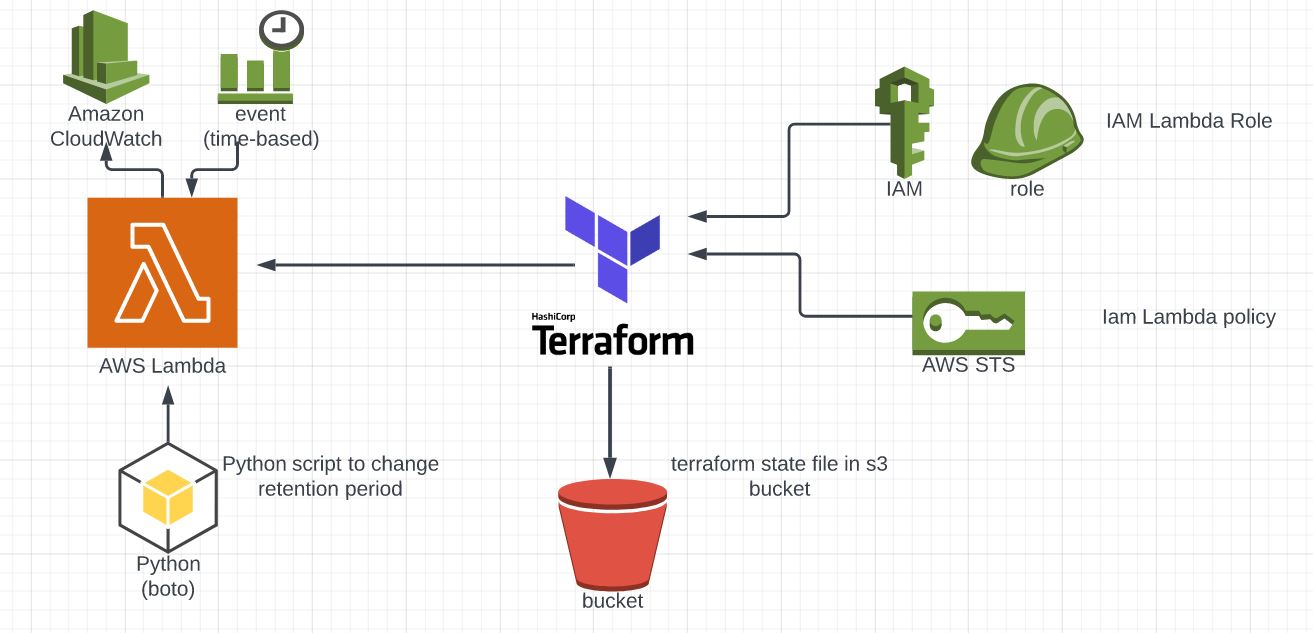 Amazon
CloudWatch
event
(time-based)
IAM
role
IAM Lambda Role
AWS Lambda
HashiCorp
Terraform
AWS STS
Iam Lambda policy
Python script to change
retention period
Python
(boto)
terraform state file in s3
bucket
bucket